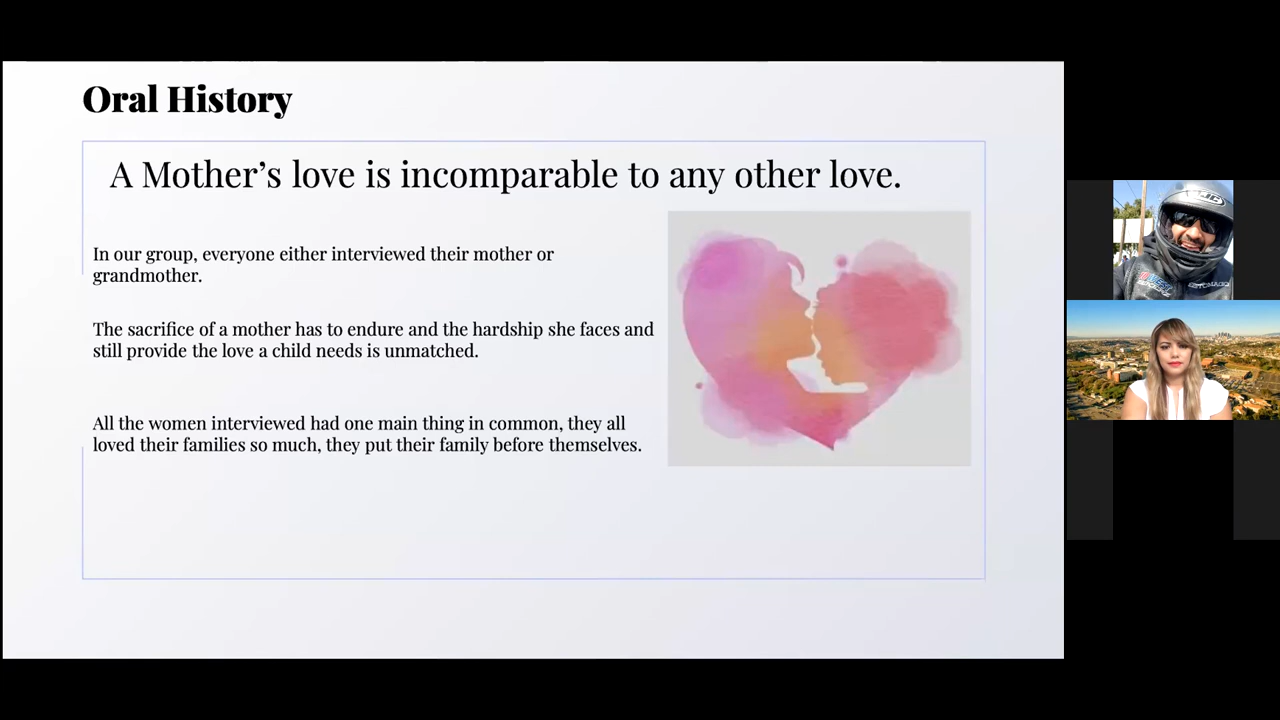 Oral History
A Mother’s love is incomparable to any other love.
In our group, everyone either interviewed their mother or
grandmother.
The sacrifice of a mother has to endure and the hardship she faces and
still provide the love a child needs is unmatched.
All the women interviewed had one main thing in common, they all
loved their families so much, they put their family before themselves.